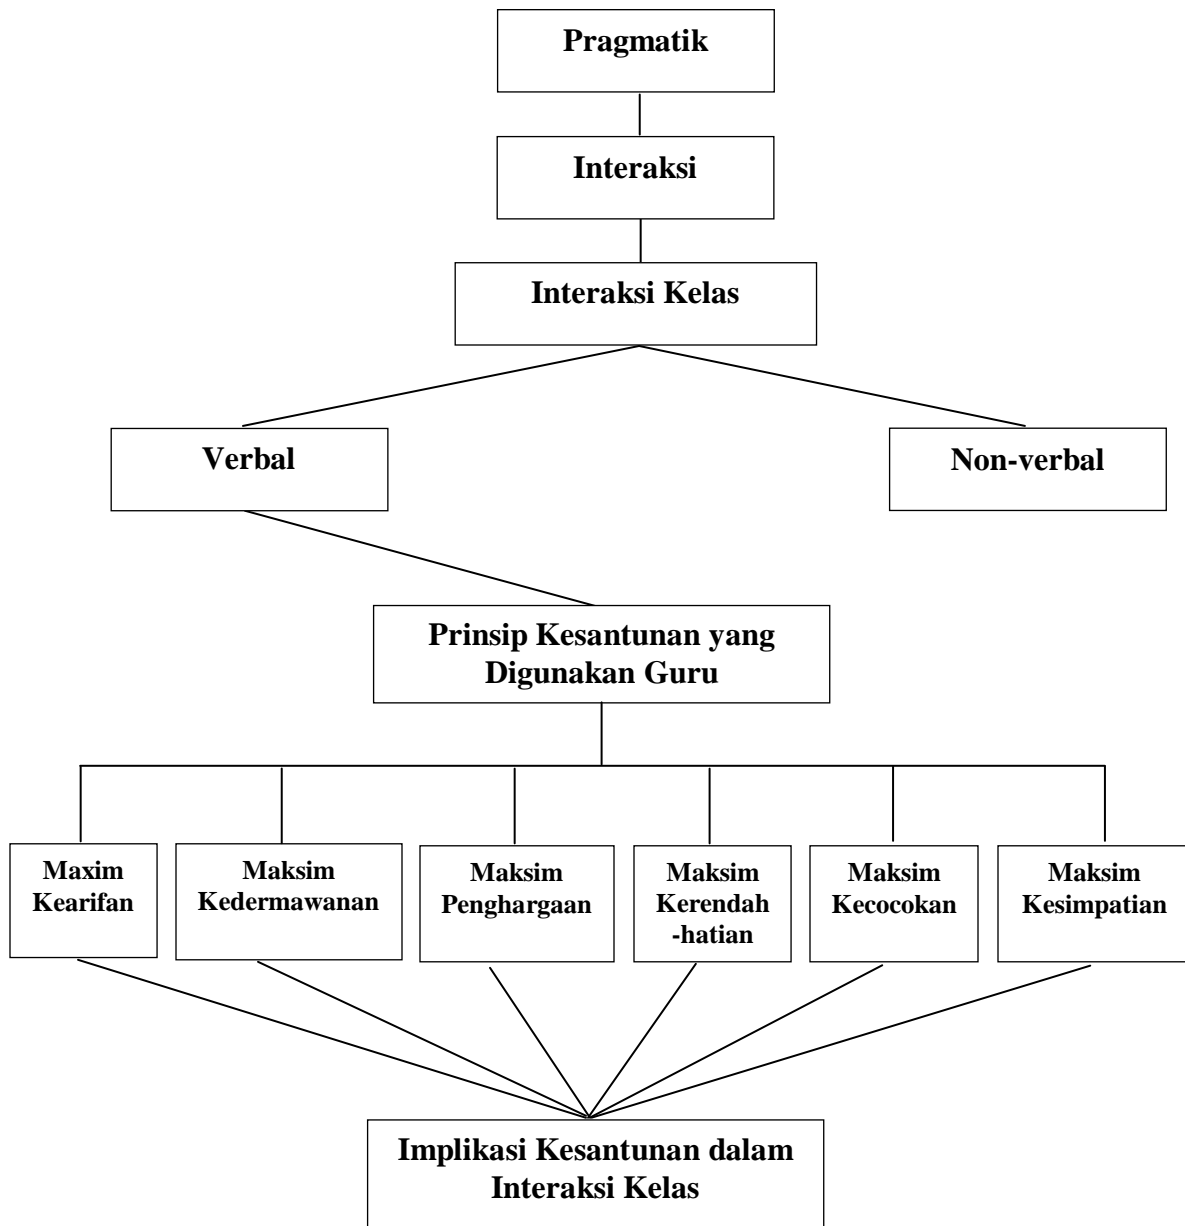 Pragmatik
Interaksi
Interaksi Kelas
Verbal
Non-verbal
Prinsip Kesantunan yang
Digunakan Guru
Maxim
Kearifan
Maksim
Kedermawanan
Maksim
Penghargaan
Maksim
Kerendah
-hatian
Maksim
Kecocokan
Maksim
Kesimpatian
Implikasi Kesantunan dalam
Interaksi Kelas